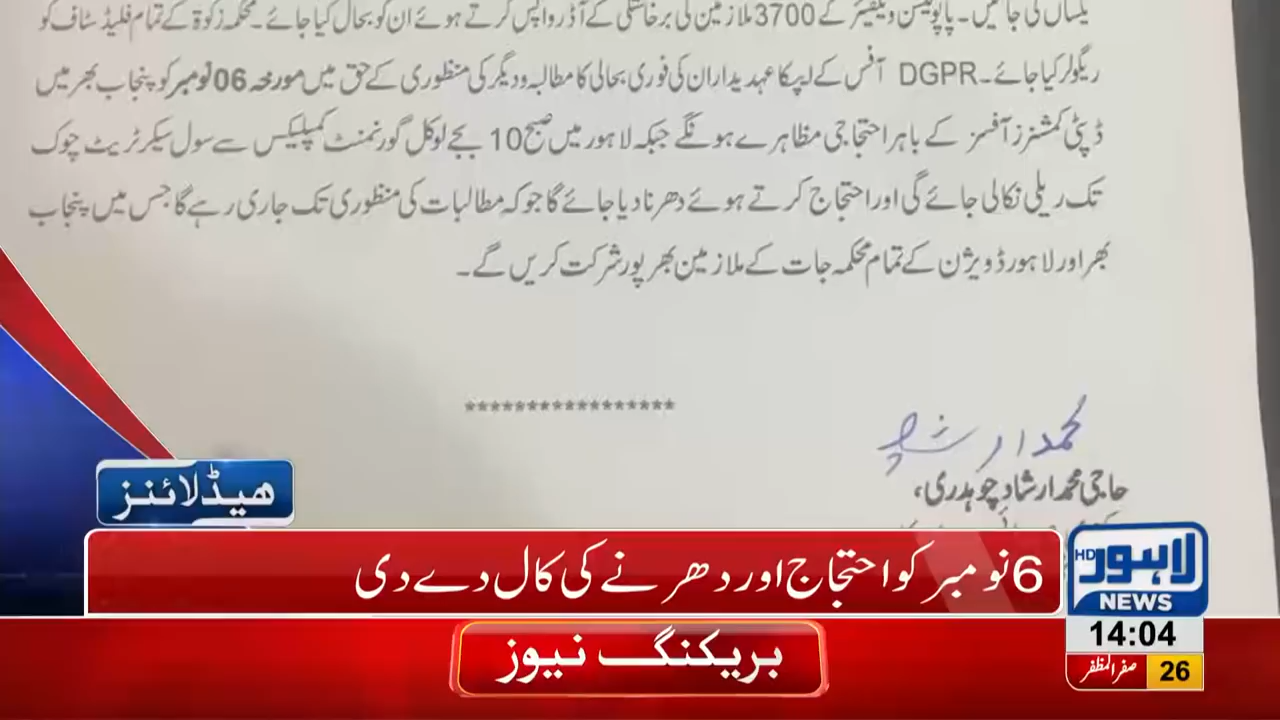 یکساں کی جائیں۔ پاپولیشن ویلفیئر کے 3700 ملازمین کی برخاستگی کے آڈر واپس کرتے ہوئے ان کو بحال کیا جائے۔ محکمہ زکوۃ کے تمام فلیڈ سٹاف کو
ریگولر کیا جائے۔ DGPR آفس کے لیپ کا عہدیداران کی فوری بحالی کا مطالبہ ودیگر کی منظوری کے حق میں مورخہ 06 نومبر کو پنجاب بھر میں
ڈپٹی کمشنرز آفسز کے باہر احتجاجی مظاہرے ہونگے جبکہ لاہور میں صبح 10 بجے لوکل گورنمنٹ کمپلیکس سے سول سیکرٹریٹ چوک
تک ریلی نکالی جائے گی اور احتجاج کرتے ہوئے دھرنا دیا جائے گا جو کہ مطالبات کی منظوری تک جاری رہے گا جس میں پنجاب
بھر اور لاہور ڈویژن کے تمام محکمہ جات کے ملازمین بھرپور شرکت کریں گے۔
*****************
محمد ارشد
حاجی محمد ارشاد چوہدری،
ھیڈلائنز
6 نومبر کو احتجاج اور دھرنے کی کال دے دی
لاہور HD
NEWS
بریکنگ نیوز
14:04
26 صفر المظفر